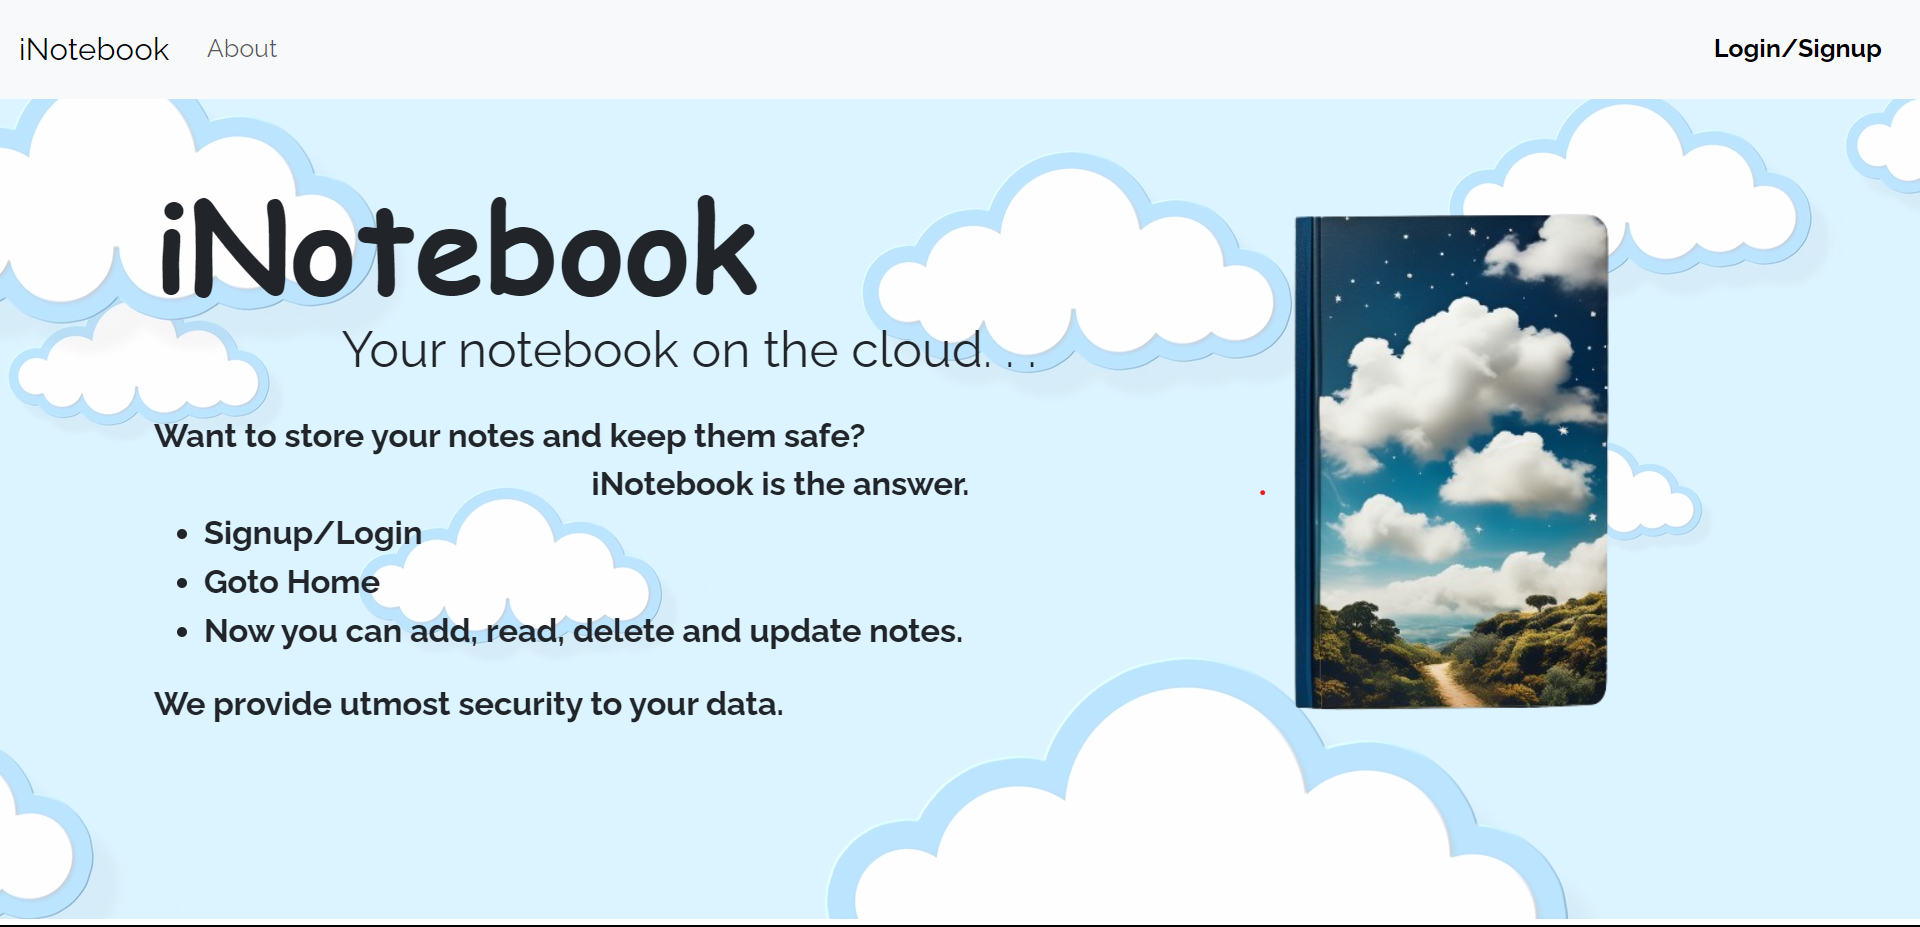 iNotebook About Login/Signup
iNotebook
Your notebook on the cloud. . .
Want to store your notes and keep them safe?
iNotebook is the answer.
• Signup/Login
• Goto Home
• Now you can add, read, delete and update notes.
We provide utmost security to your data.